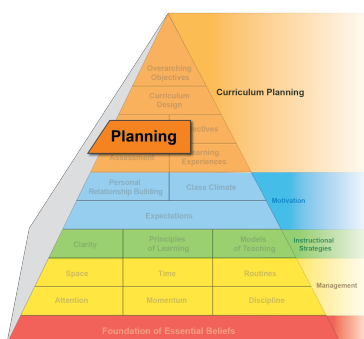 Overarching
Objectives
Curriculum Planning
Curriculum
Design
Planning
Assessment
Experiences
Personal
Relationship Building
Class Climate
Motivation
Expectations
Clarity
Principles
of Learning
Models
of Teaching
Instructional
Strategies
Space
Time
Routines
Management
Attention
Momentum
Discipline
Foundation of Essential Beliefs